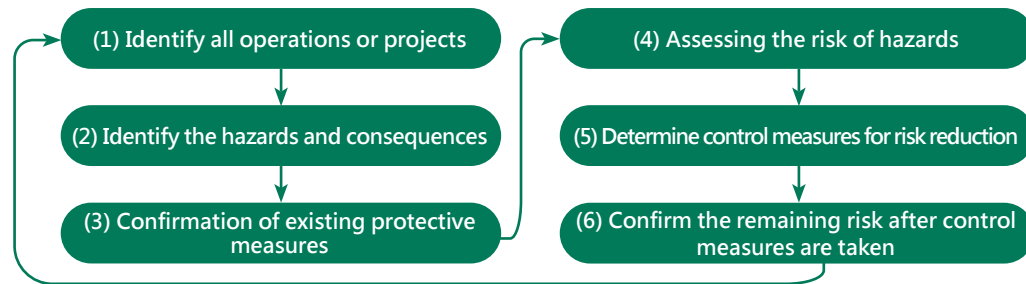 (1) Identify all operations or projects
(2) Identify the hazards and consequences
(3) Confirmation of existing protective
measures
(4) Assessing the risk of hazards
(5) Determine control measures for risk reduction
(6) Confirm the remaining risk after control
measures are taken